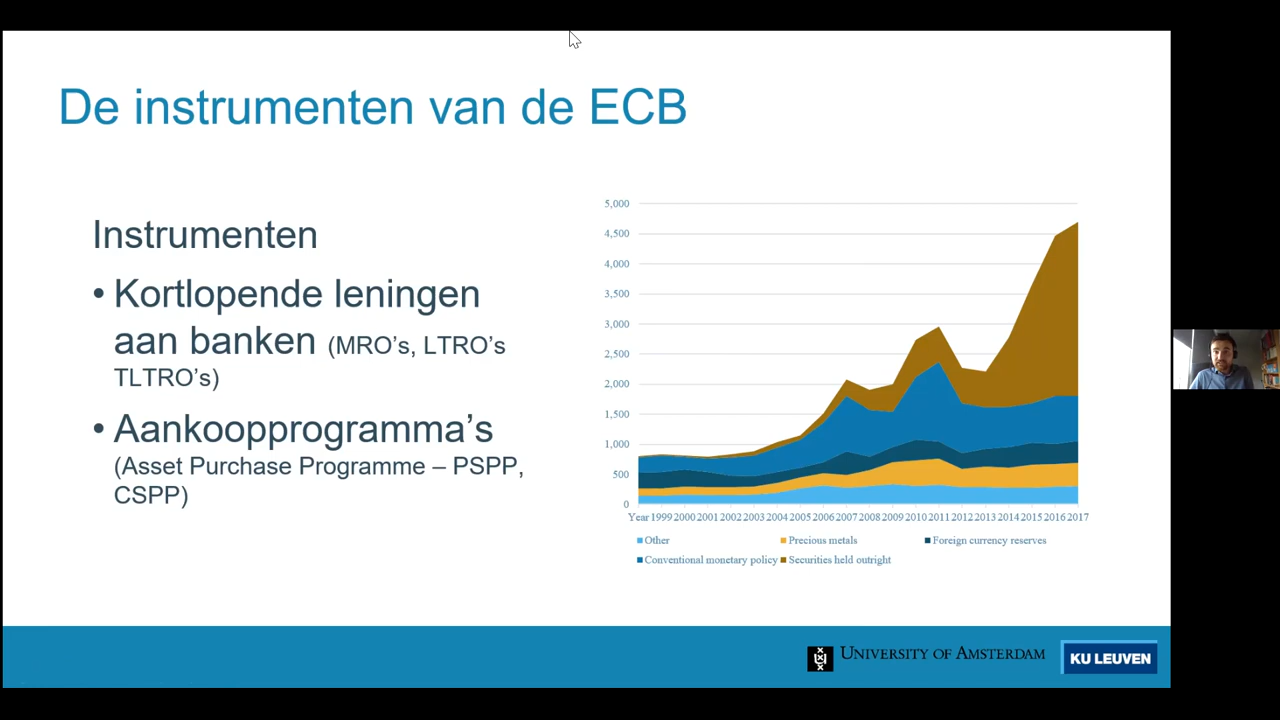 De instrumenten van de ECB
Instrumenten
• Kortlopende leningen
aan banken (MRO’s, LTRO’s
TLTRO’s)
• Aankoopprogramma’s
(Asset Purchase Programme – PSPP,
CSPP)
5,000
4,500
4,000
3,500
3,000
2,500
2,000
1,500
1,000
500
0
Year 1999 2000 2001 2002 2003 2004 2005 2006 2007 2008 2009 2010 2011 2012 2013 2014 2015 2016 2017
Other Precious metals Foreign currency reserves
Conventional monetary policy Securities held outright
UNIVERSITY OF AMSTERDAM
KU LEUVEN